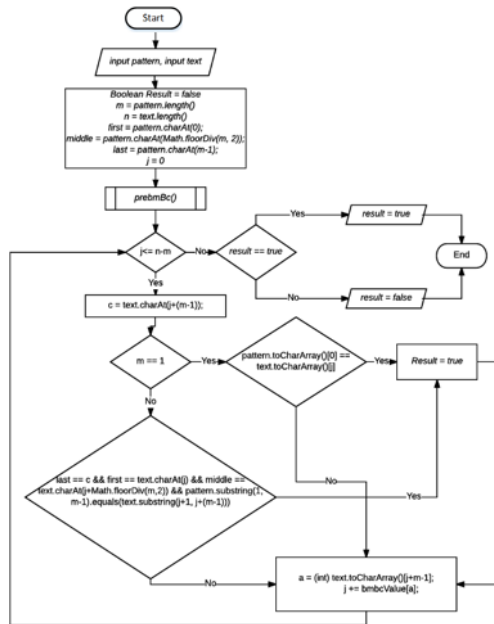 Start
input pattern, input text
Boolean Result = false
m = pattern.length()
n = text.length()
first = pattern.charAt(0);
middle = pattern.charAt(Math.floorDiv(m, 2));
last = pattern.charAt(m-1);
j = 0
prebmBc()
j<= n-m
No
result == true
Yes
result = true
End
No
result = false
Yes
c = text.charAt(j+(m-1));
m == 1
Yes
pattern.toCharArray()[0] ==
text.toCharArray()[j]
Yes
Result = true
No
No
last == c && first == text.charAt(j) && middle ==
text.charAt(j+Math.floorDiv(m,2)) && pattern.substring(1,
m-1).equals(text.substring(j+1, j+(m-1)))
Yes
No
a = (int) text.toCharArray()[j+m-1];
j += bmbcValue[a];